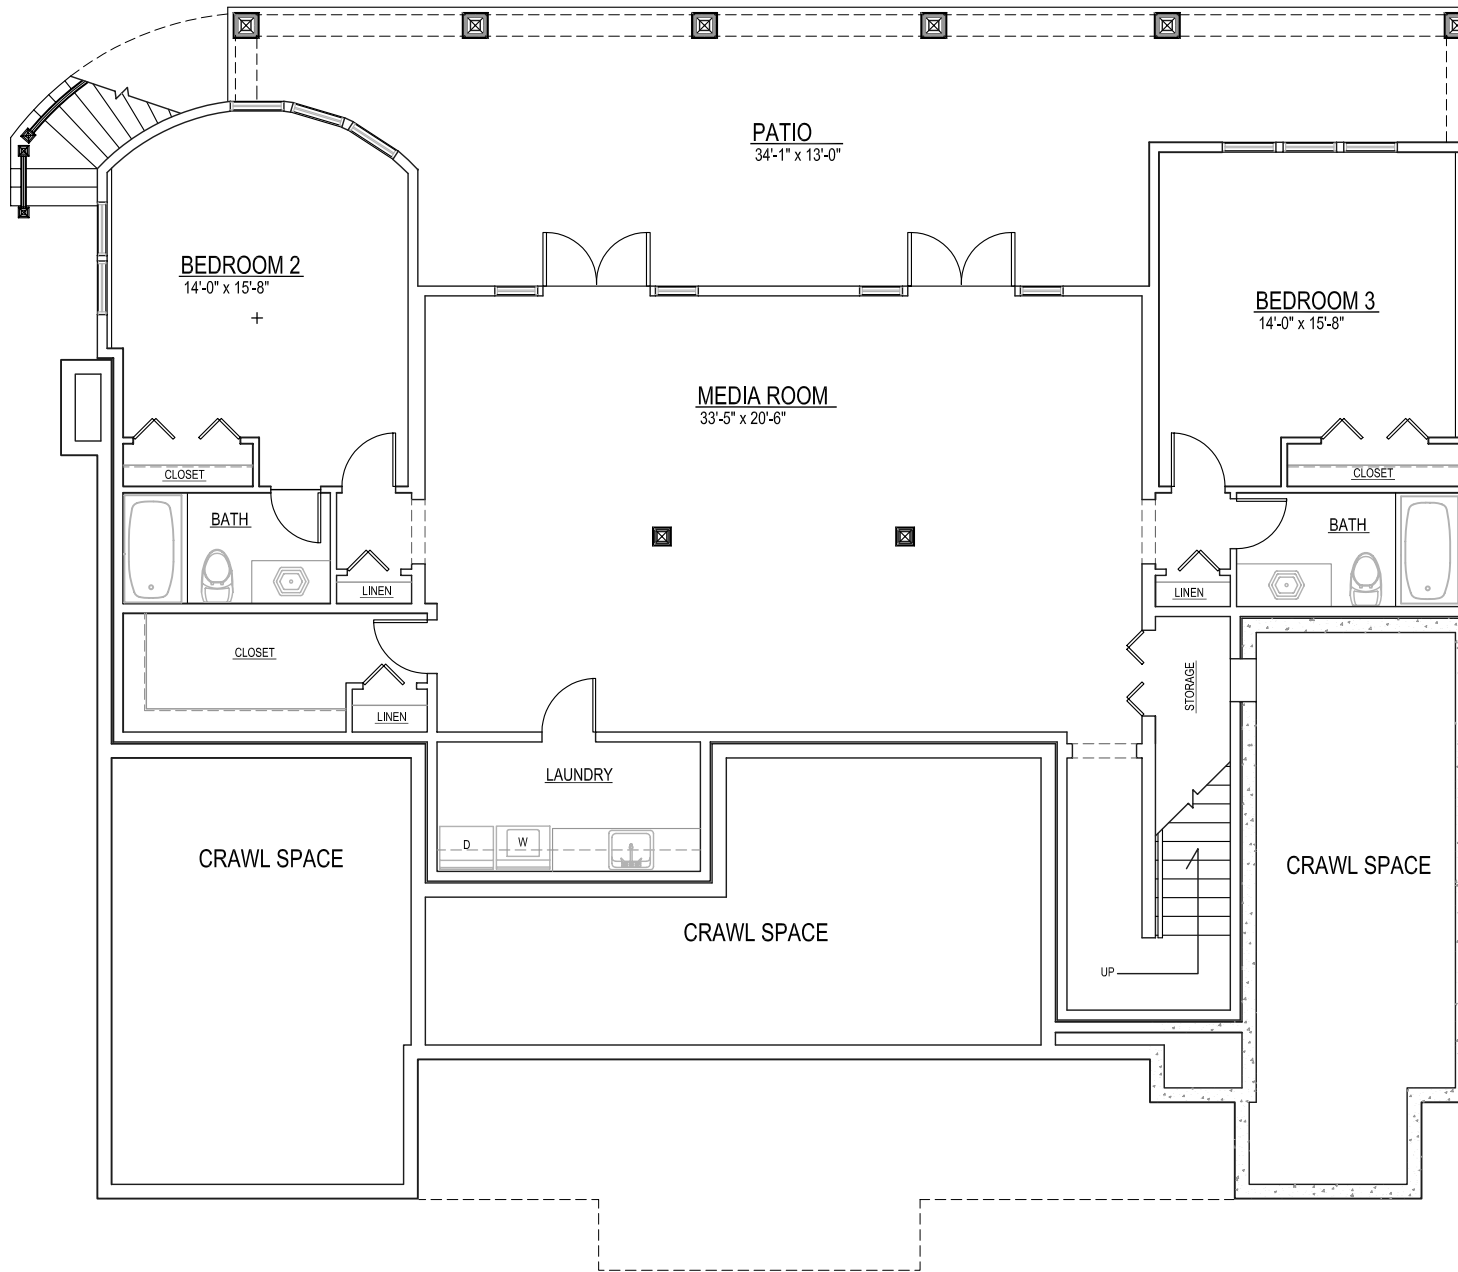 PATIO
34'-1" x 13'-0"
BEDROOM 2
14'-0" x 15'-8"
BEDROOM 3
14'-0" x 15'-8"
MEDIA ROOM
33'-5" x 20'-6"
CLOSET
CLOSET
BATH
BATH
LINEN
LINEN
CLOSET
STORAGE
LINEN
LAUNDRY
D
W
CRAWL SPACE
CRAWL SPACE
CRAWL SPACE
UP